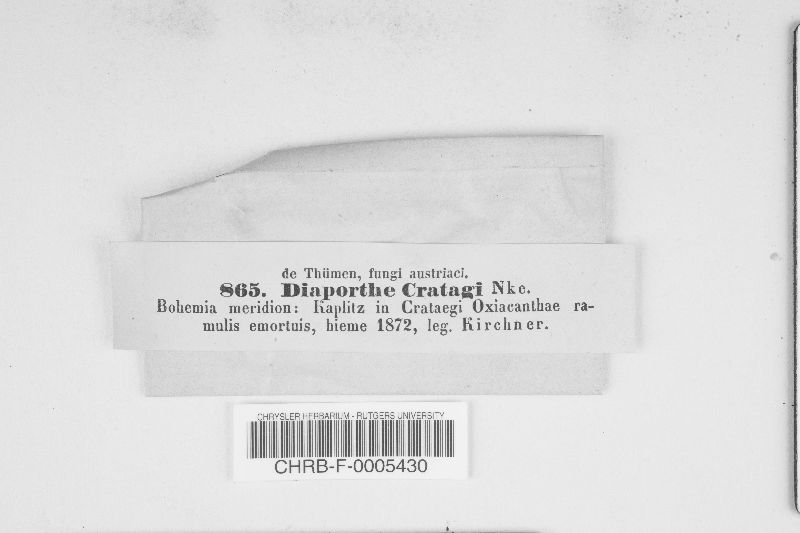 de Thümen, fungi austriaci.
865. Diaporthe Cratagi Nke.
Bohemia meridion: Kaplitz in Crataegi Oxiacanthae ra-
mulis emortuis, hieme 1872, leg. Kirchner.
CHRYSLER HERBARIUM - RUTGERS UNIVERSITY
CHRB-F-0005430